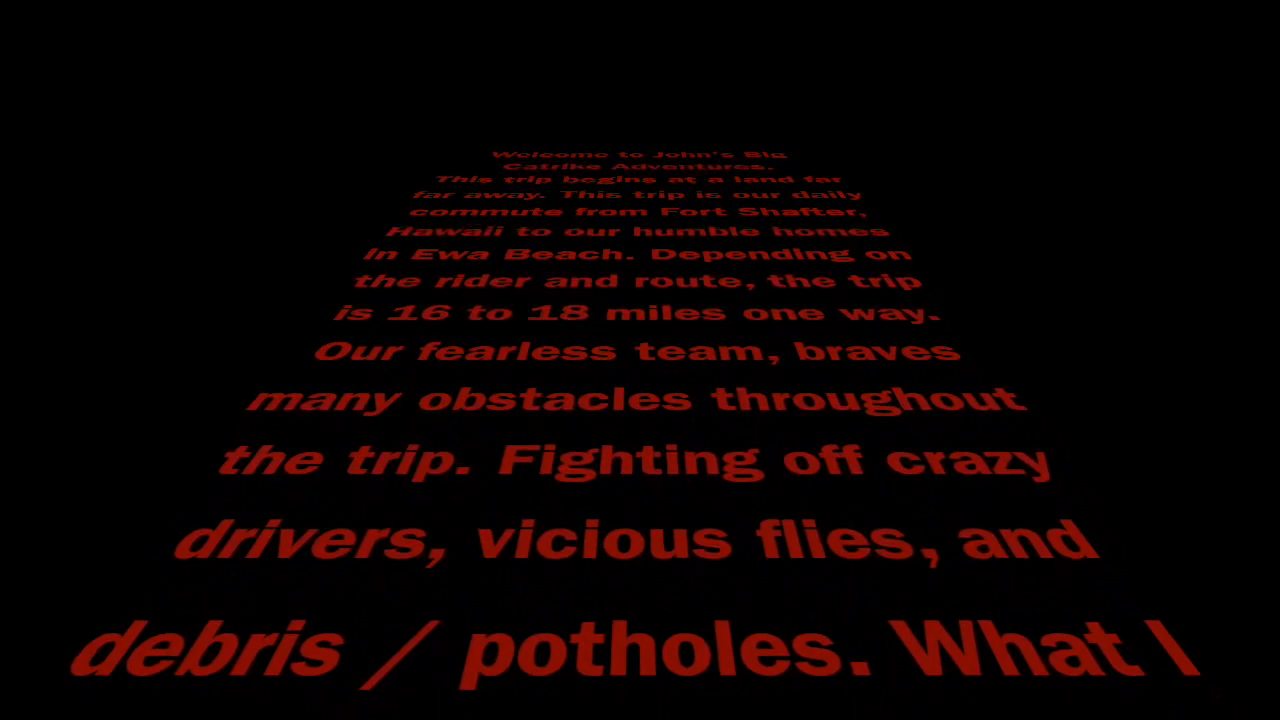 Welcome to John's Big
Catrike Adventures.
This trip begins at a land far
far away. This trip is our daily
commute from Fort Shafter,
Hawaii to our humble homes
in Ewa Beach. Depending on
the rider and route, the trip
is 16 to 18 miles one way.
Our fearless team, braves
many obstacles throughout
the trip. Fighting off crazy
drivers, vicious flies, and
debris / potholes. What I